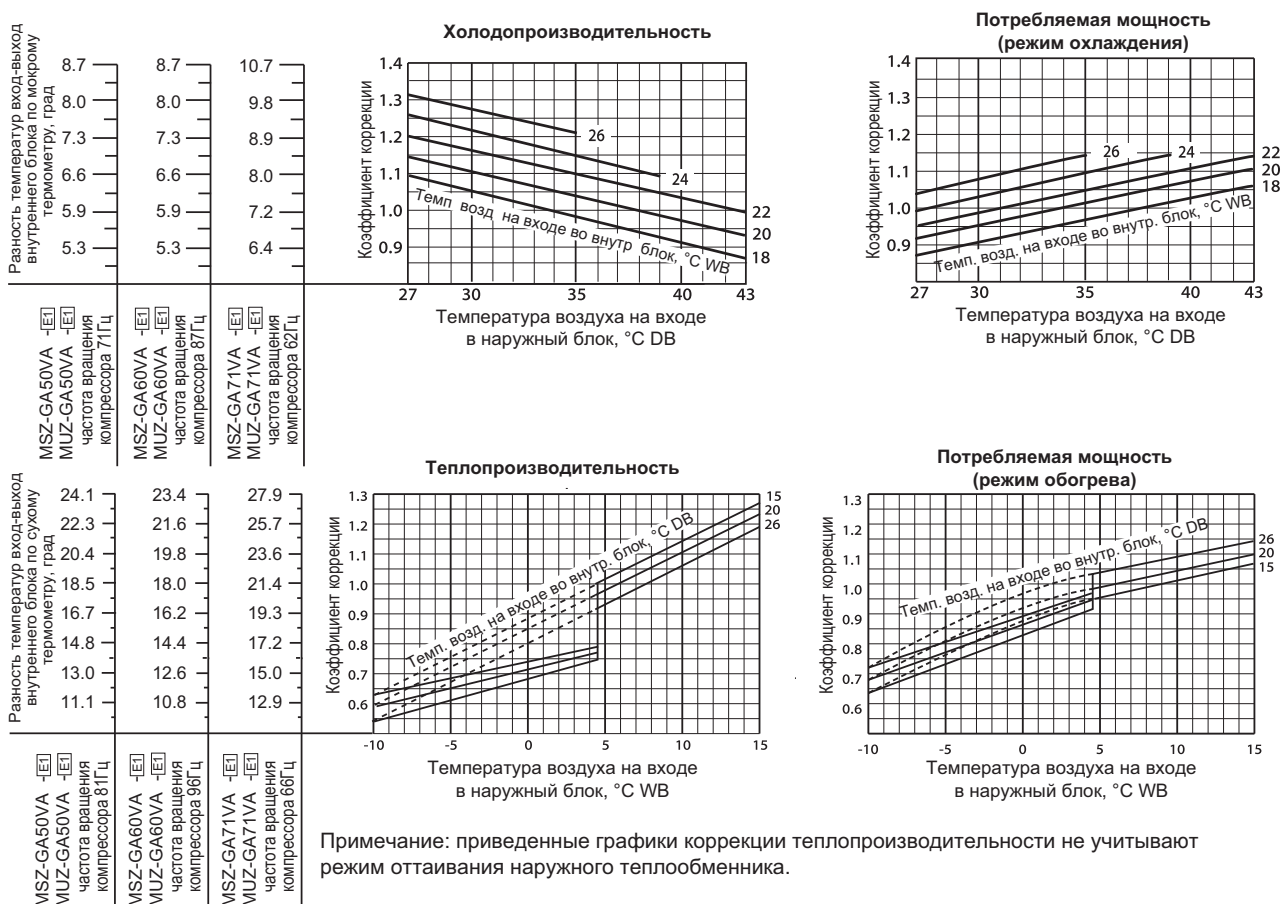 Разность температур вход-выход
внутреннего блока по мокрому
термометру, град
8.7
8.0
7.3
6.6
5.9
5.3
8.7
8.0
7.3
6.6
5.9
5.3
10.7
9.8
8.9
8.0
7.2
6.4
MSZ-GA50VA -E1
MUZ-GA50VA -E1
частота вращения
компрессора 71Гц
MSZ-GA60VA -E1
MUZ-GA60VA -E1
частота вращения
компрессора 87Гц
MSZ-GA71VA -E1
MUZ-GA71VA -E1
частота вращения
компрессора 62Гц
Холодопроизводительность
Коэффициент коррекции
1.4
1.3
1.2
1.1
1.0
0.9
26
24
22
20
18
Темп возд. на входе во внутр. блок, °C WB
27 30 35 40 43
Температура воздуха на входе
в наружный блок, °C DB
Потребляемая мощность
(режим охлаждения)
Коэффициент коррекции
1.4
1.3
1.2
1.1
1.0
0.9
26
24
22
20
18
Темп. возд. на входе во внутр. блок, °C WB
27 30 35 40 43
Температура воздуха на входе
в наружный блок, °C DB
Разность температур вход-выход
внутреннего блока по сухому
термометру, град
24.1
22.3
20.4
18.5
16.7
14.8
13.0
11.1
23.4
21.6
19.8
18.0
16.2
14.4
12.6
10.8
27.9
25.7
23.6
21.4
19.3
17.2
15.0
12.9
MSZ-GA50VA -E1
MUZ-GA50VA -E1
частота вращения
компрессора 81Гц
MSZ-GA60VA -E1
MUZ-GA60VA -E1
частота вращения
компрессора 96Гц
MSZ-GA71VA -E1
MUZ-GA71VA -E1
частота вращения
компрессора 66Гц
Теплопроизводительность
Коэффициент коррекции
1.3
1.2
1.1
1.0
0.9
0.8
0.7
0.6
15
20
26
Темп. возд. на входе во внутр. блок, °C DB
-10 -5 0 5 10 15
Температура воздуха на входе
в наружный блок, °C WB
Потребляемая мощность
(режим обогрева)
Коэффициент коррекции
1.3
1.2
1.1
1.0
0.9
0.8
0.7
0.6
26
20
15
Темп. возд. на входе во внутр. блок, °C DB
-10 -5 0 5 10 15
Температура воздуха на входе
в наружный блок, °C WB
Примечание: приведенные графики коррекции теплопроизводительности не учитывают
режим оттаивания наружного теплообменника.